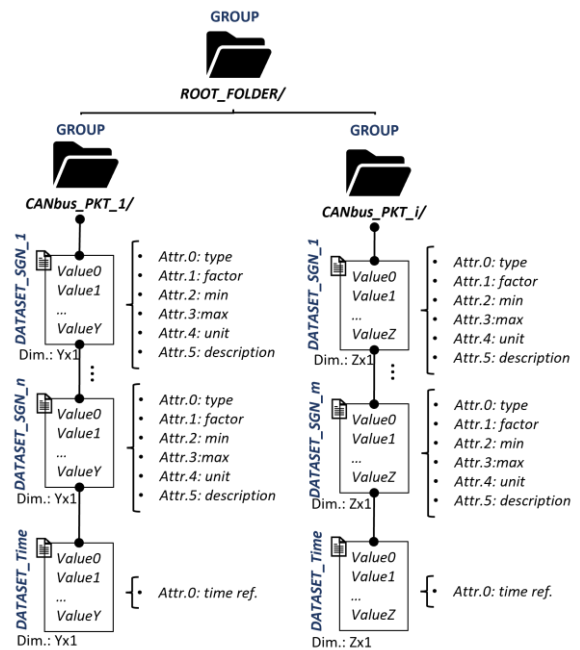 GROUP
ROOT_FOLDER/
GROUP
CANbus_PKT_1/
DATASET_SGN_1
Value0
Value1
...
ValueY
Dim.: Yx1
• Attr.0: type
• Attr.1: factor
• Attr.2: min
• Attr.3:max
• Attr.4: unit
• Attr.5: description
...
DATASET_SGN_n
Value0
Value1
...
ValueY
Dim.: Yx1
• Attr.0: type
• Attr.1: factor
• Attr.2: min
• Attr.3:max
• Attr.4: unit
• Attr.5: description
DATASET_Time
Value0
Value1
...
ValueY
Dim.: Yx1
• Attr.0: time ref.
GROUP
CANbus_PKT_i/
DATASET_SGN_1
Value0
Value1
...
ValueZ
Dim.: Zx1
• Attr.0: type
• Attr.1: factor
• Attr.2: min
• Attr.3:max
• Attr.4: unit
• Attr.5: description
...
DATASET_SGN_m
Value0
Value1
...
ValueZ
Dim.: Zx1
• Attr.0: type
• Attr.1: factor
• Attr.2: min
• Attr.3:max
• Attr.4: unit
• Attr.5: description
DATASET_Time
Value0
Value1
...
ValueZ
Dim.: Zx1
• Attr.0: time ref.